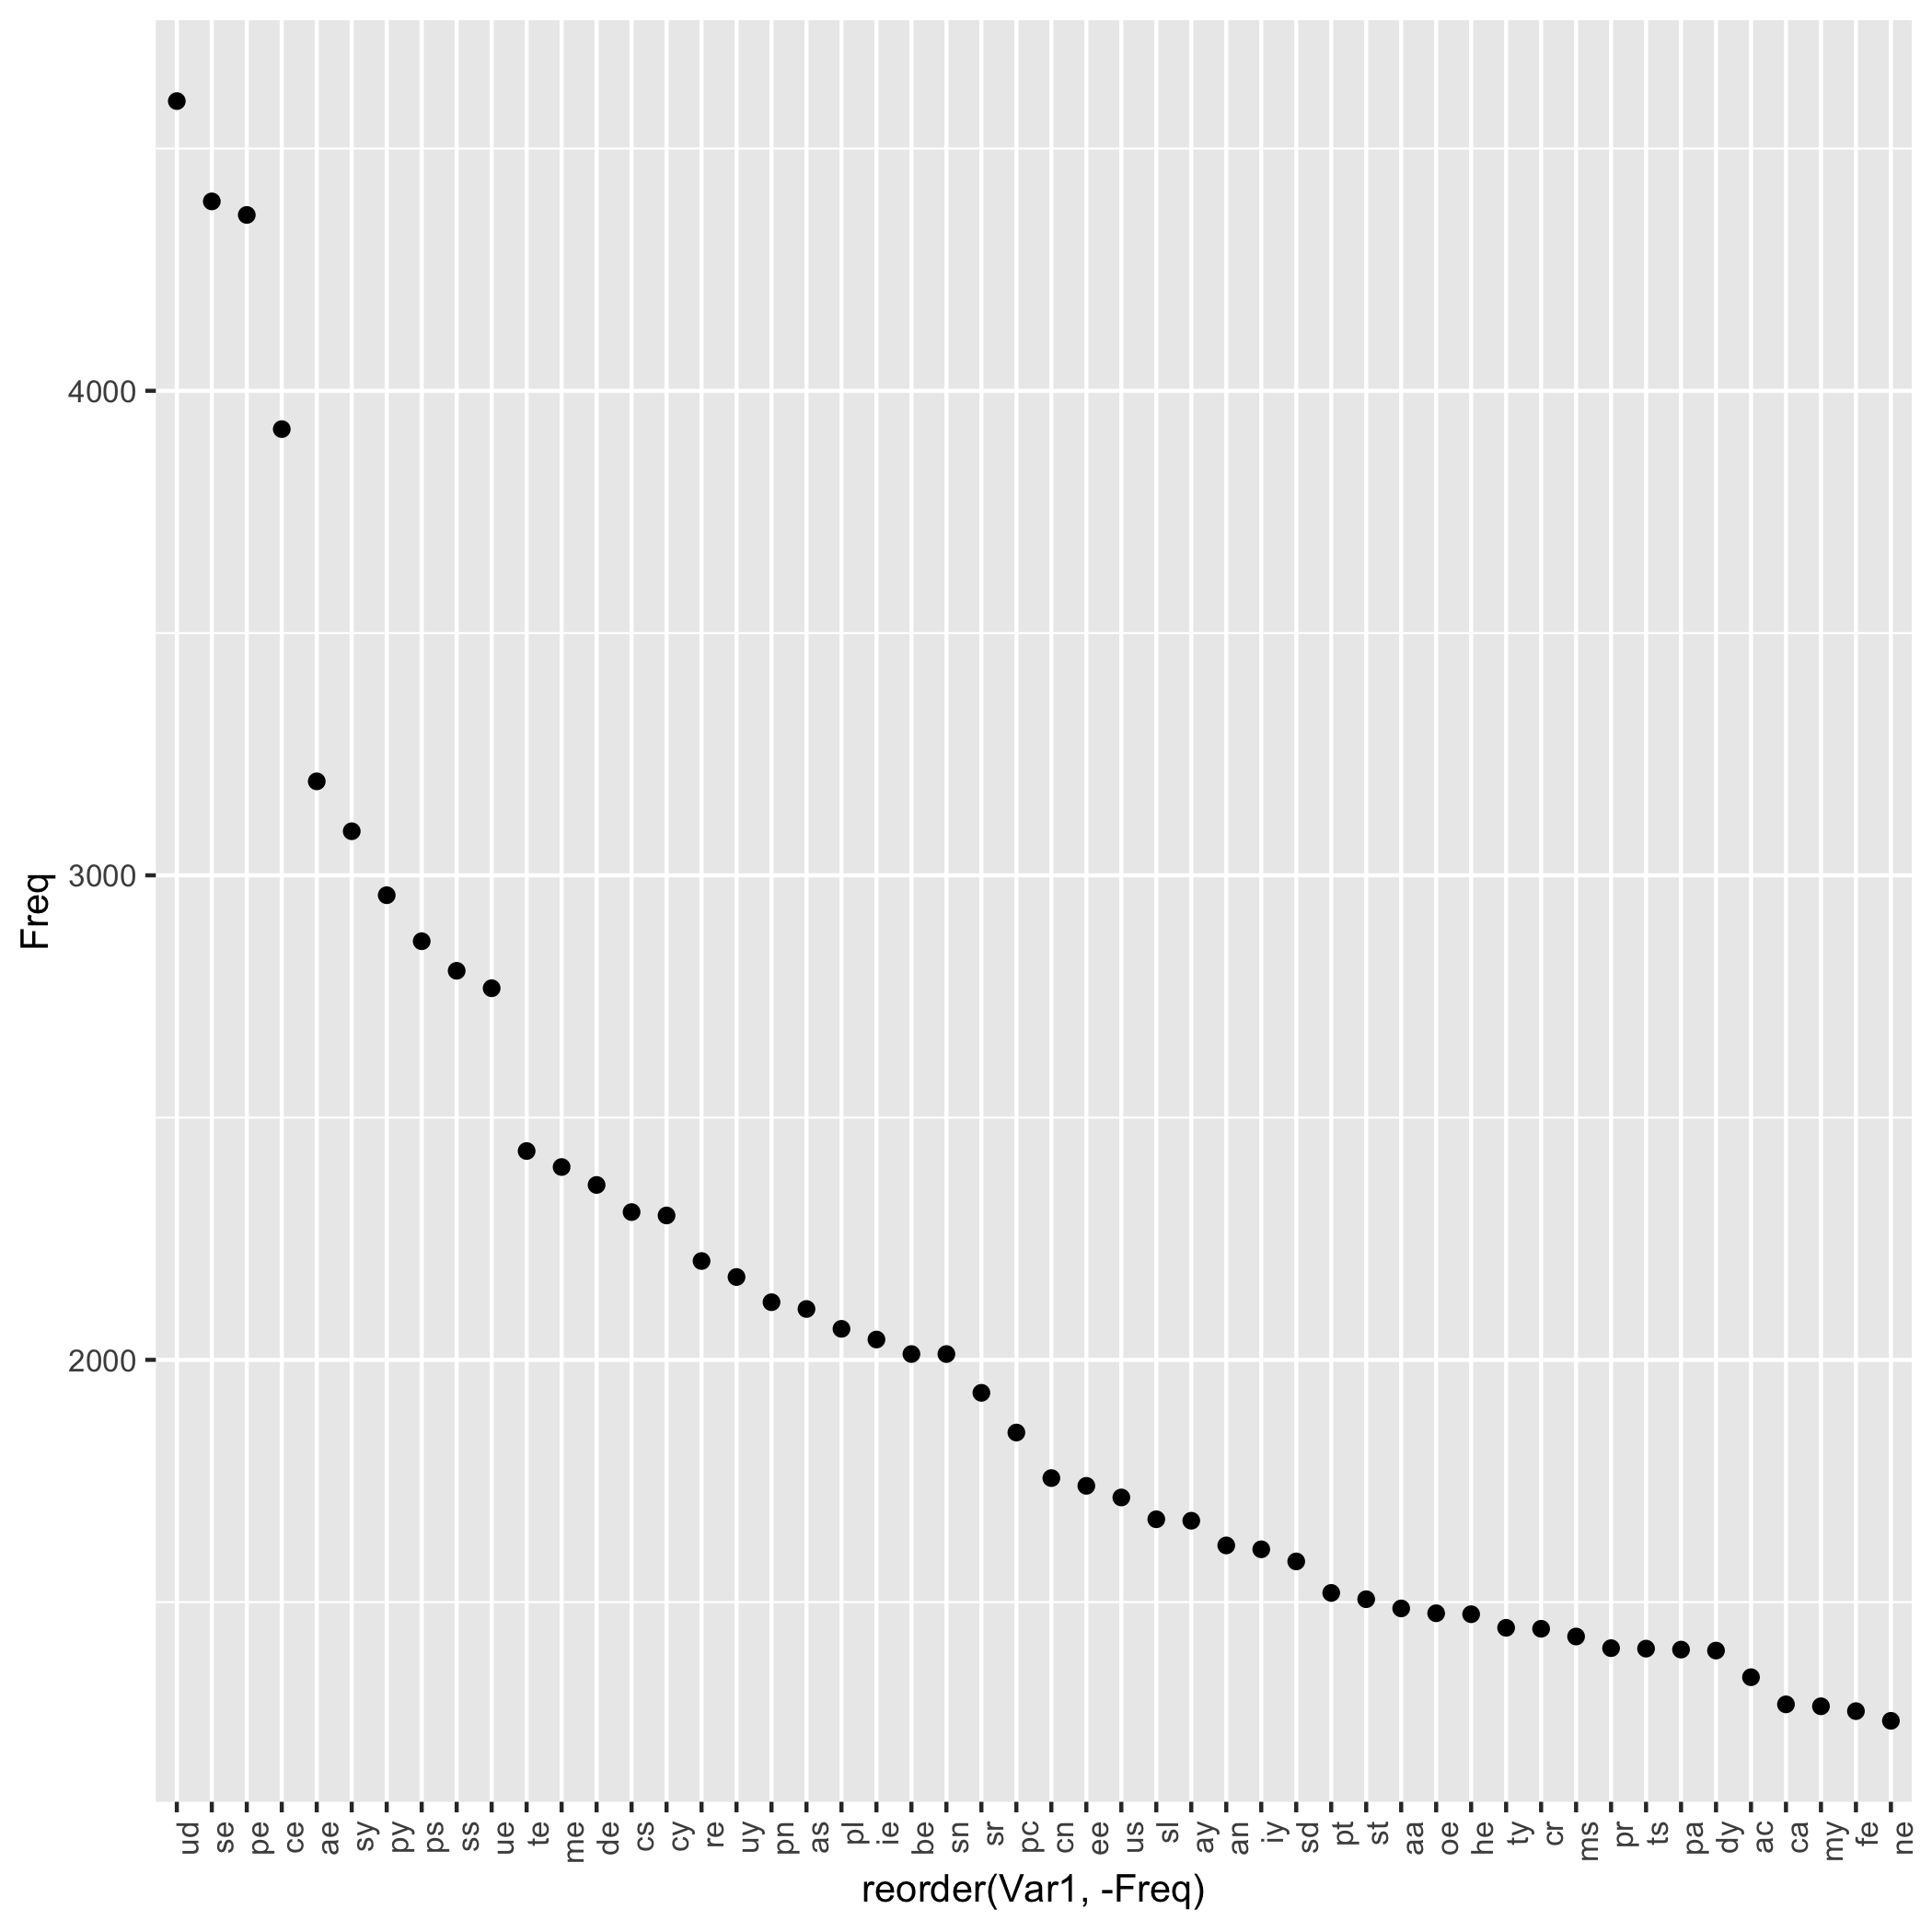 4000
3000
2000
Freq
ud se pe ce ae sy py ps ss ue te me de cs cy re uy pn as pl ie be sn sr pc cn ee us sl ay an iy sd pt st aa oe he ty cr ms pr ts pa dy ac ca my fe ne
reorder(Var1, -Freq)